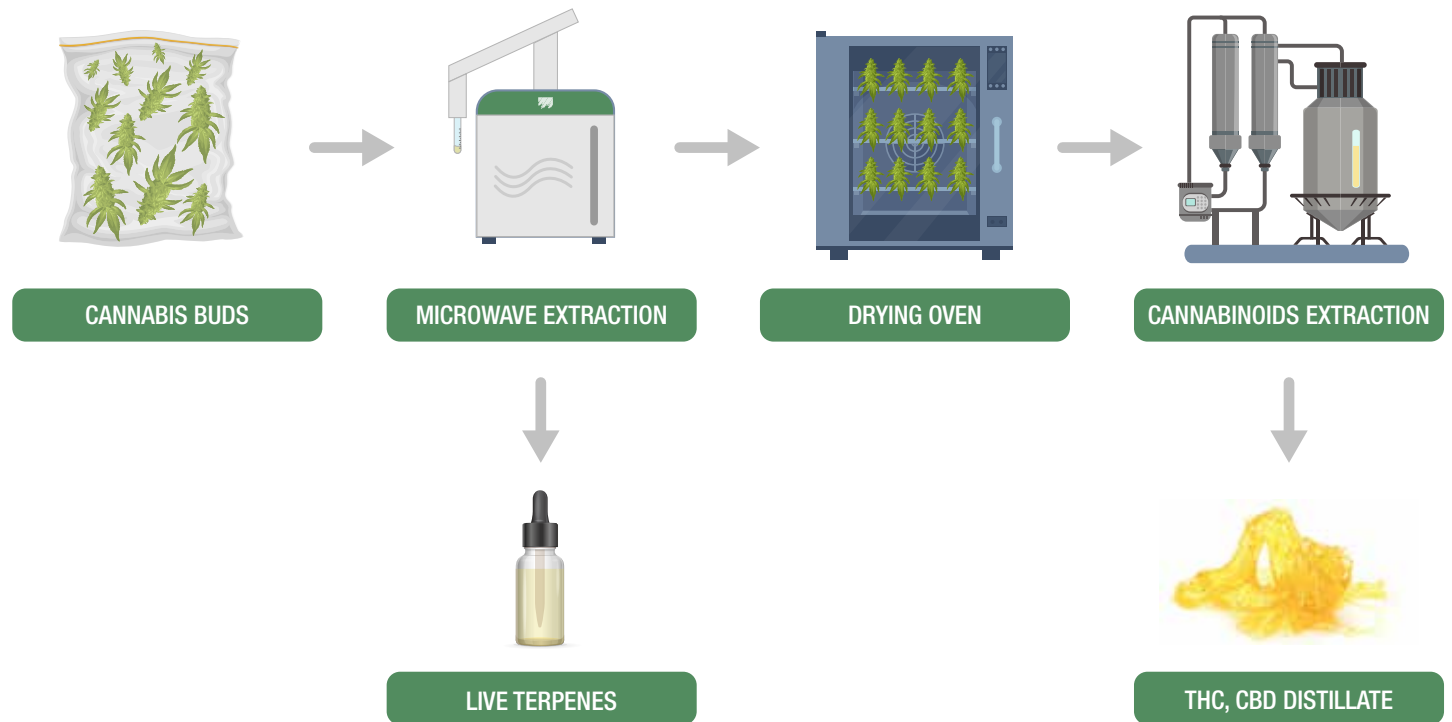 CANNABIS BUDS
MICROWAVE EXTRACTION
DRYING OVEN
CANNABINOIDS EXTRACTION
LIVE TERPENES
THC, CBD DISTILLATE